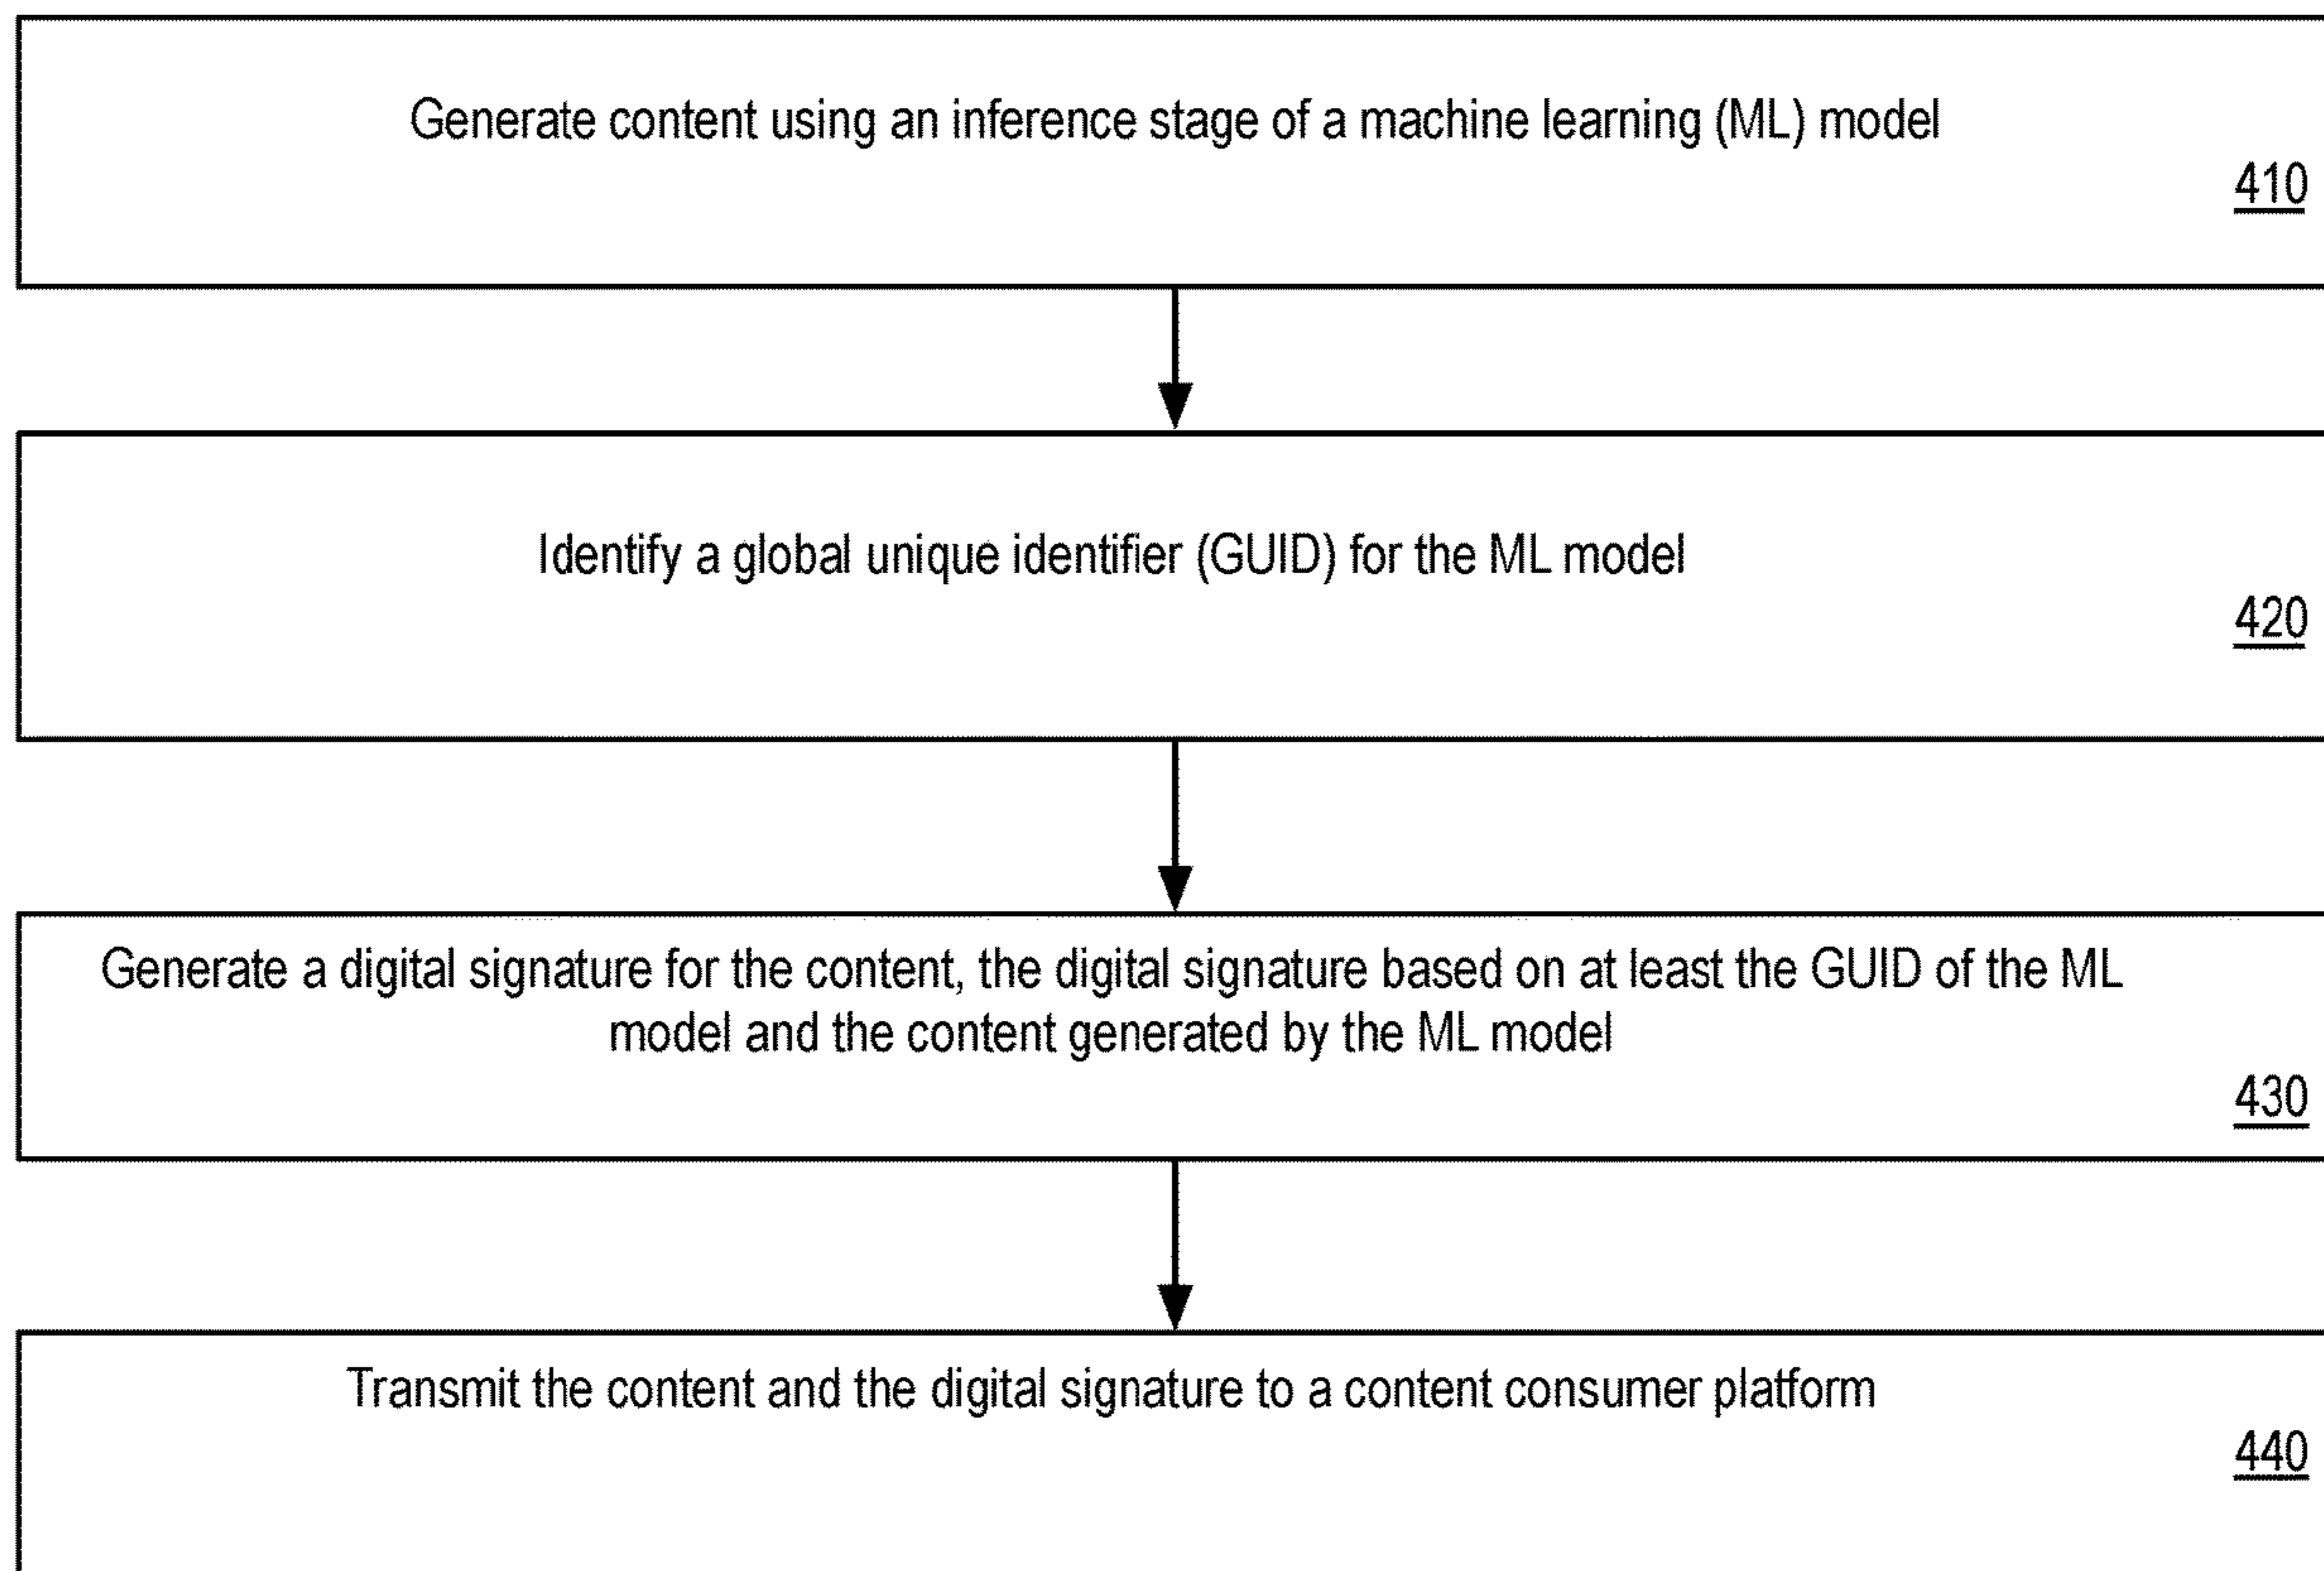 Generate content using an inference stage of a machine learning (ML) model
410
Identify a global unique identifier (GUID) for the ML model
420
Generate a digital signature for the content, the digital signature based on at least the GUID of the ML
model and the content generated by the ML model
430
Transmit the content and the digital signature to a content consumer platform
440